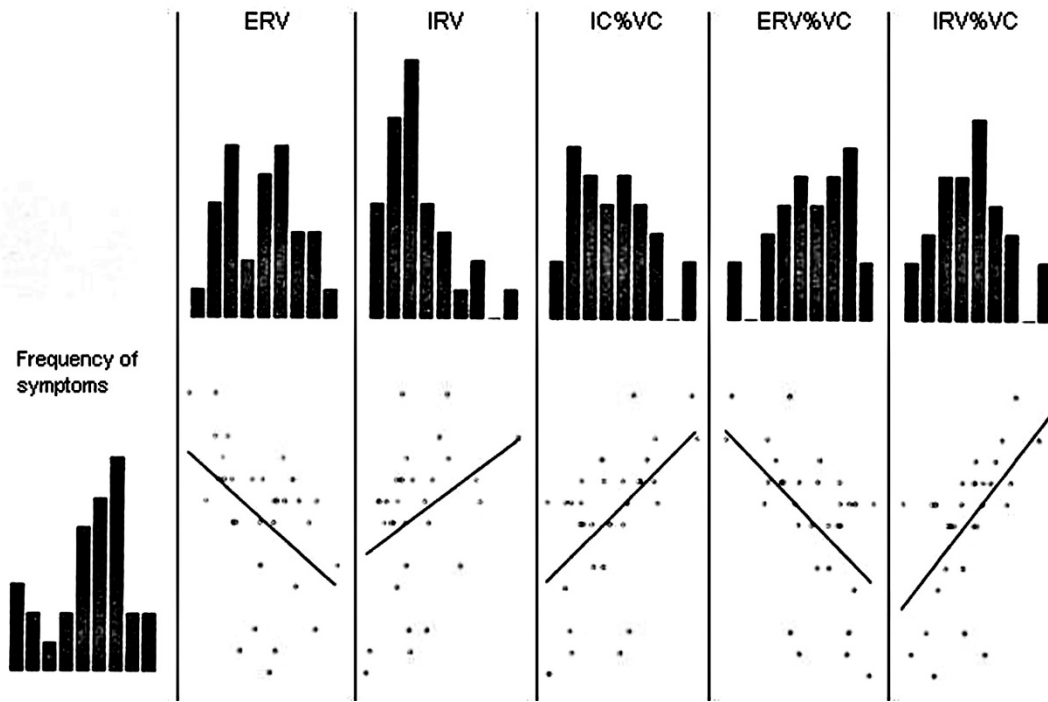 ERV
IRV
IC%VC
ERV%VC
IRV%VC
Frequency of
symptoms